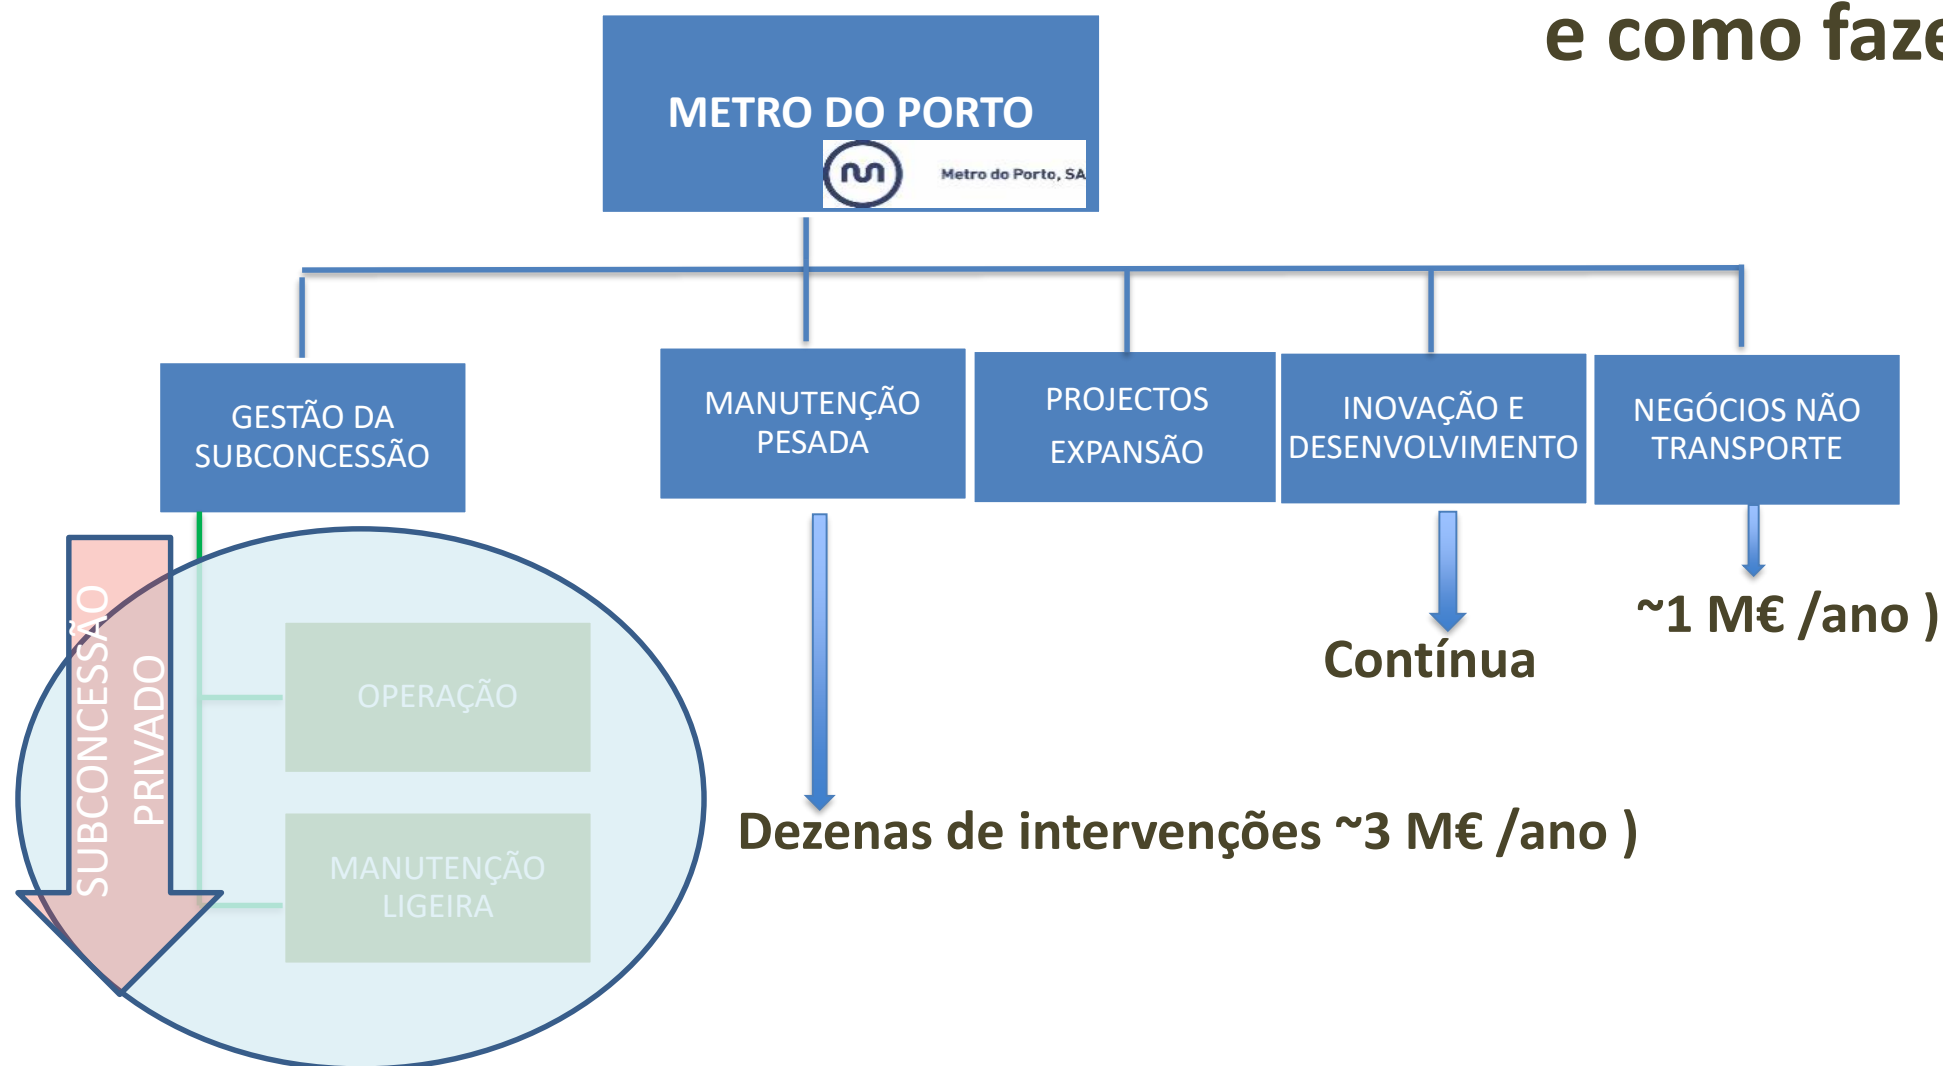 e como faze
METRO DO PORTO
Metro do Porto, SA
GESTÃO DA
SUBCONCESSÃO
MANUTENÇÃO
PESADA
PROJECTOS
EXPANSÃO
INOVAÇÃO E
DESENVOLVIMENTO
NEGÓCIOS NÃO
TRANSPORTE
SUBCONCESSÃO
PRIVADO
OPERAÇÃO
MANUTENÇÃO
LIGEIRA
~1 M€ /ano )
Contínua
Dezenas de intervenções ~3 M€ /ano )